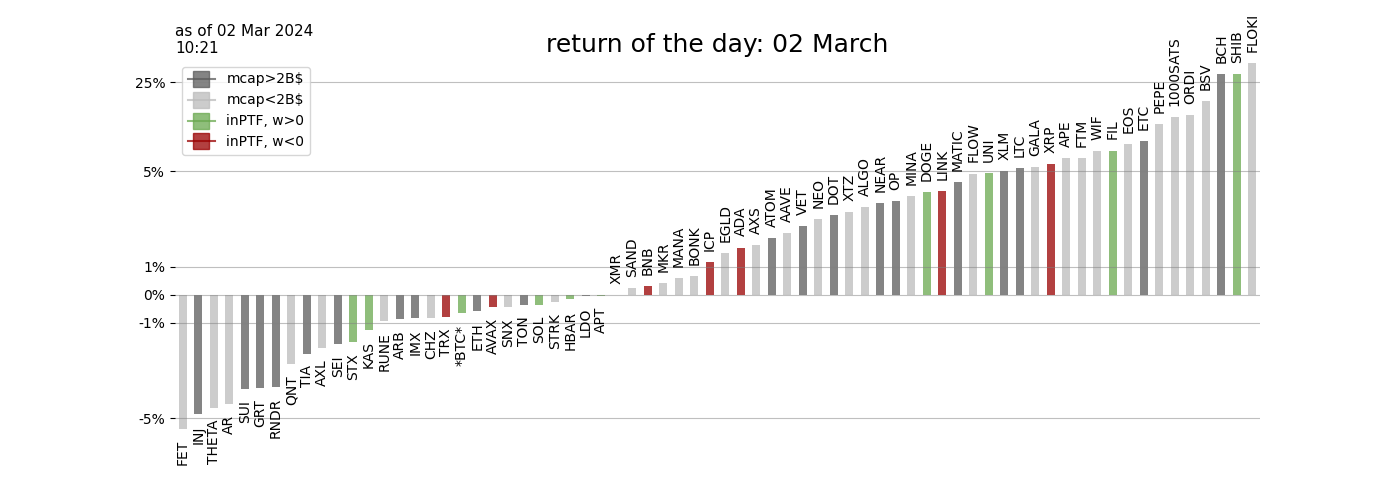 as of 02 Mar 2024
10:21
return of the day: 02 March
mcap>2B$
mcap<2B$
inPTF, w>0
inPTF, w<0
25%
5%
1%
0%
-1%
-5%
FET
INJ
THETA
AR
SUI
GRT
RNDR
QNT
TIA
AXL
SEI
STX
KAS
RUNE
ARB
IMX
CHZ
TRX
*BTC*
ETH
AVAX
SNX
TON
SOL
STRK
HBAR
LDO
APT
XMR
SAND
BNB
MKR
MANA
BONK
ICP
EGLD
ADA
AXS
ATOM
AAVE
VET
NEO
DOT
XTZ
ALGO
NEAR
OP
MINA
DOGE
LINK
MATIC
FLOW
UNI
XLM
LTC
GALA
XRP
APE
FTM
WIF
FIL
EOS
ETC
PEPE
1000SATS
ORDI
BSV
BCH
SHIB
FLOKI